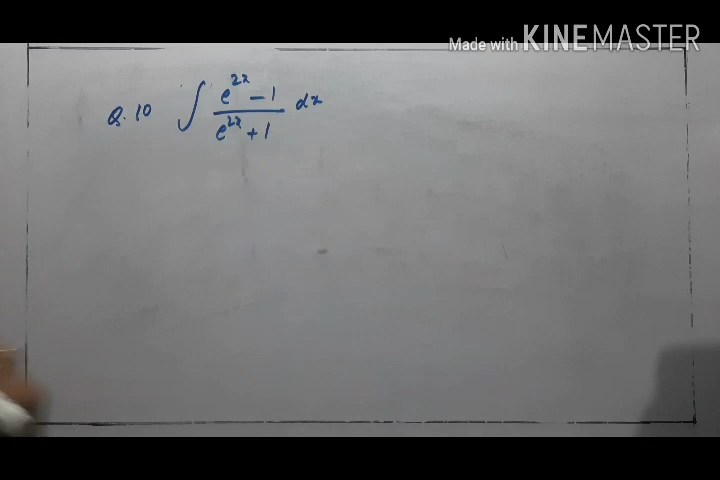 Made with KINEMASTER
Q. 10 ∫ (e^{2x} - 1)/(e^{2x} + 1) dx